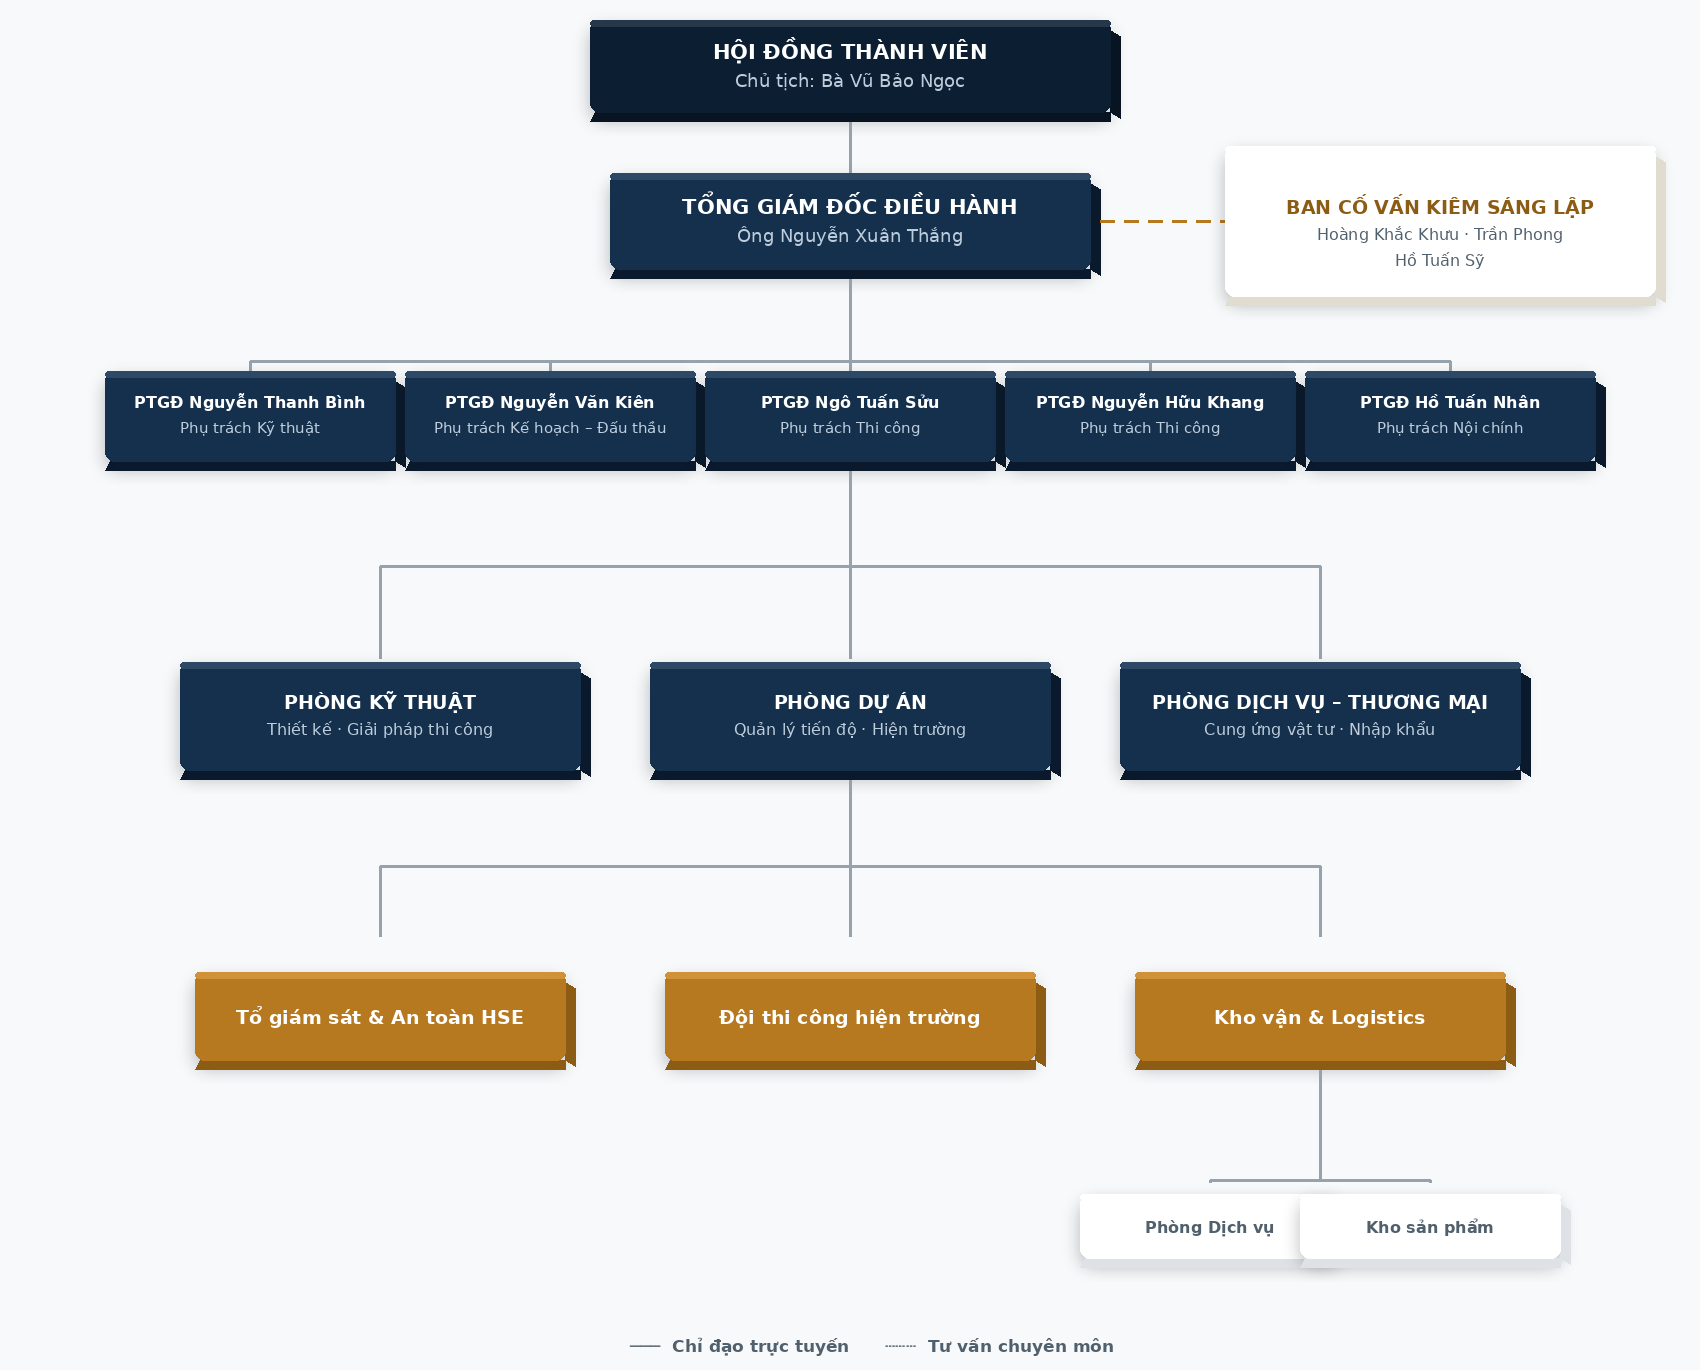 HỘI ĐỒNG THÀNH VIÊN
Chủ tịch: Bà Vũ Bảo Ngọc
TỔNG GIÁM ĐỐC ĐIỀU HÀNH
Ông Nguyễn Xuân Thắng
BAN CỐ VẤN KIÊM SÁNG LẬP
Hoàng Khắc Khưu · Trần Phong
Hồ Tuấn Sỹ
PTGĐ Nguyễn Thanh Bình
Phụ trách Kỹ thuật
PTGĐ Nguyễn Văn Kiên
Phụ trách Kế hoạch – Đấu thầu
PTGĐ Ngô Tuấn Sửu
Phụ trách Thi công
PTGĐ Nguyễn Hữu Khang
Phụ trách Thi công
PTGĐ Hồ Tuấn Nhân
Phụ trách Nội chính
PHÒNG KỸ THUẬT
Thiết kế · Giải pháp thi công
PHÒNG DỰ ÁN
Quản lý tiến độ · Hiện trường
PHÒNG DỊCH VỤ – THƯƠNG MẠI
Cung ứng vật tư · Nhập khẩu
Tổ giám sát & An toàn HSE
Đội thi công hiện trường
Kho vận & Logistics
Phòng Dịch vụ
Kho sản phẩm
Chỉ đạo trực tuyến
Tư vấn chuyên môn